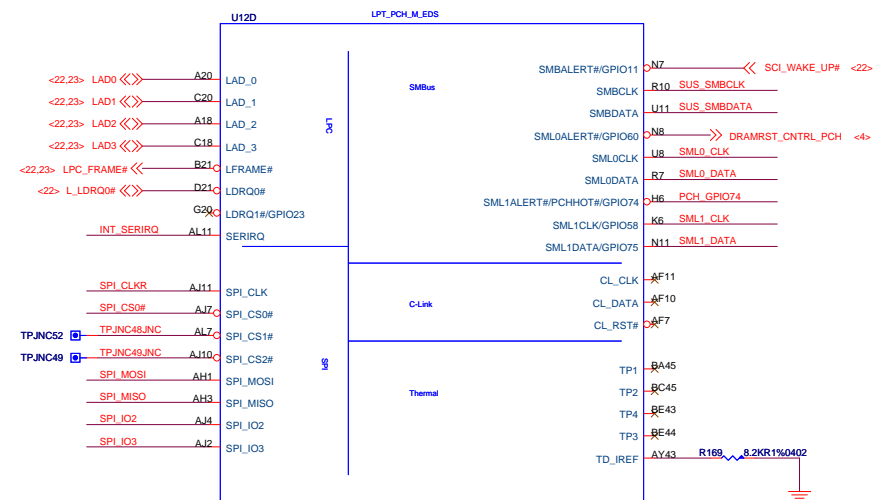 U12D
LPT_PCH_M_EDS
<22,23> LAD0 A20 LAD_0
<22,23> LAD1 C20 LAD_1
<22,23> LAD2 A18 LAD_2
<22,23> LAD3 C18 LAD_3
<22,23> LPC_FRAME# B21 LFRAME#
<22> L_LDRQ0# D21 LDRQ0#
G20 LDRQ1#/GPIO23
INT_SERIRQ AL11 SERIRQ
LPC
SPI_CLKR AJ11 SPI_CLK
SPI_CS0# AJ7 SPI_CS0#
TPJNC52 TPJNC48JNC AL7 SPI_CS1#
TPJNC49 TPJNC49JNC AJ10 SPI_CS2#
SPI_MOSI AH1 SPI_MOSI
SPI_MISO AH3 SPI_MISO
SPI_IO2 AJ4 SPI_IO2
SPI_IO3 AJ2 SPI_IO3
SPI
SMBus
SMBALERT#/GPIO11 N7 SCI_WAKE_UP# <22>
SMBCLK R10 SUS_SMBCLK
SMBDATA U11 SUS_SMBDATA
SML0ALERT#/GPIO60 N8 DRAMRST_CNTRL_PCH <4>
SML0CLK U8 SML0_CLK
SML0DATA R7 SML0_DATA
SML1ALERT#/PCHHOT#/GPIO74 H6 PCH_GPIO74
SML1CLK/GPIO58 K6 SML1_CLK
SML1DATA/GPIO75 N11 SML1_DATA
C-Link
CL_CLK AF11
CL_DATA AF10
CL_RST# AF7
Thermal
TP1 BA45
TP2 BC45
TP4 BE43
TP3 BE44
TD_IREF AY43 R169 8.2KR1%0402